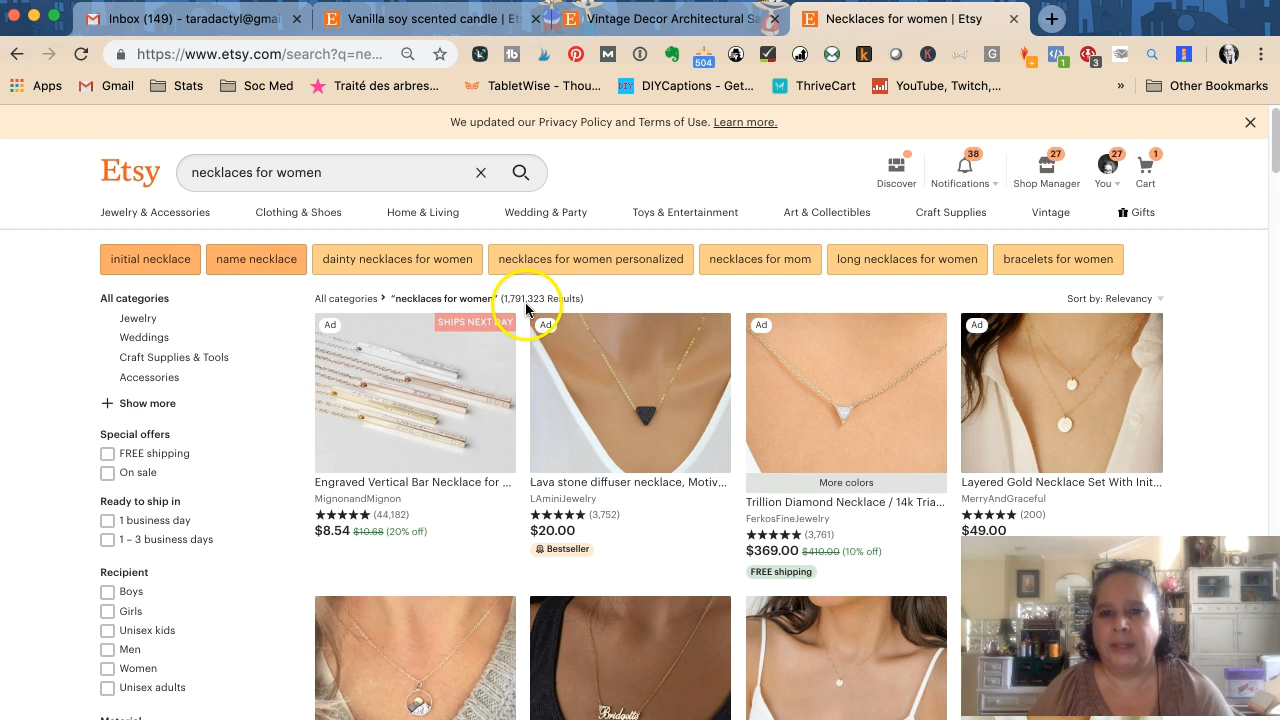 Inbox (149) - taradactyl@gmai
Vanilla soy scented candle | Ets
Vintage Decor Architectural Sa
Necklaces for women | Etsy
https://www.etsy.com/search?q=ne...
504
1
3
Apps
Gmail
Stats
Soc Med
Traité des arbres...
TabletWise - Thou...
DIYCaptions - Get...
ThriveCart
YouTube, Twitch,...
»
Other Bookmarks
We updated our Privacy Policy and Terms of Use. Learn more.
Etsy
necklaces for women
38
27
27
1
Discover
Notifications
Shop Manager
You
Cart
Jewelry & Accessories
Clothing & Shoes
Home & Living
Wedding & Party
Toys & Entertainment
Art & Collectibles
Craft Supplies
Vintage
Gifts
initial necklace
name necklace
dainty necklaces for women
necklaces for women personalized
necklaces for mom
long necklaces for women
bracelets for women
All categories
Jewelry
Weddings
Craft Supplies & Tools
Accessories
Show more
Special offers
FREE shipping
On sale
Ready to ship in
1 business day
1 – 3 business days
Recipient
Boys
Girls
Unisex kids
Men
Women
Unisex adults
All categories > "necklaces for women" (1,791,323 Results)
Sort by: Relevancy
Ad
SHIPS NEXT DAY
Engraved Vertical Bar Necklace for ...
MignonandMignon
(44,182)
$8.54 $10.68 (20% off)
Ad
Lava stone diffuser necklace, Motiv...
LAminiJewelry
(3,752)
$20.00
Bestseller
Ad
More colors
Trillion Diamond Necklace / 14k Tria...
FerkosFineJewelry
(3,761)
$369.00 $410.00 (10% off)
FREE shipping
Ad
Layered Gold Necklace Set With Init...
MerryAndGraceful
(200)
$49.00